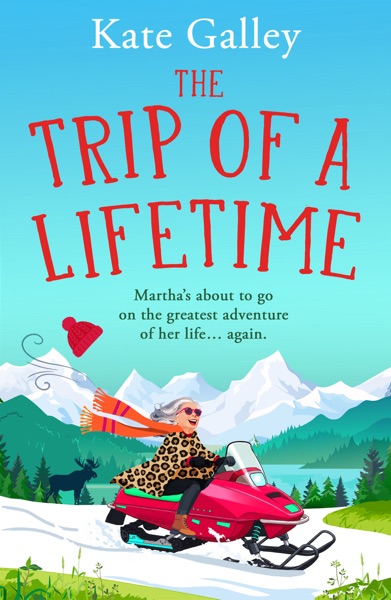 Kate Galley
THE
TRIP OF A
LIFETIME
Martha's about to go
on the greatest adventure
of her life... again.